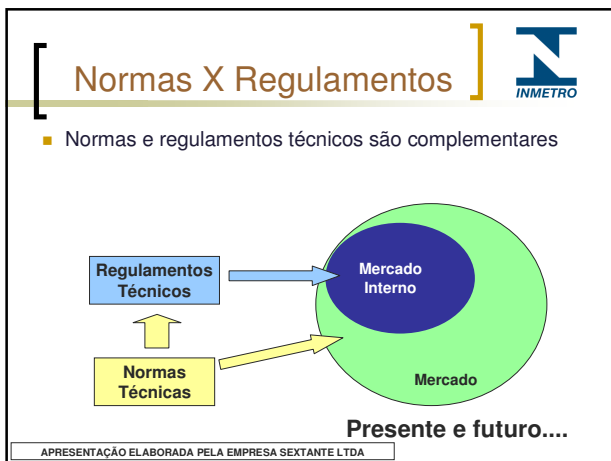 Normas X Regulamentos
INMETRO
Normas e regulamentos técnicos são complementares
Regulamentos
Técnicos
Mercado
Interno
Normas
Técnicas
Mercado
Presente e futuro....
APRESENTAÇÃO ELABORADA PELA EMPRESA SEXTANTE LTDA